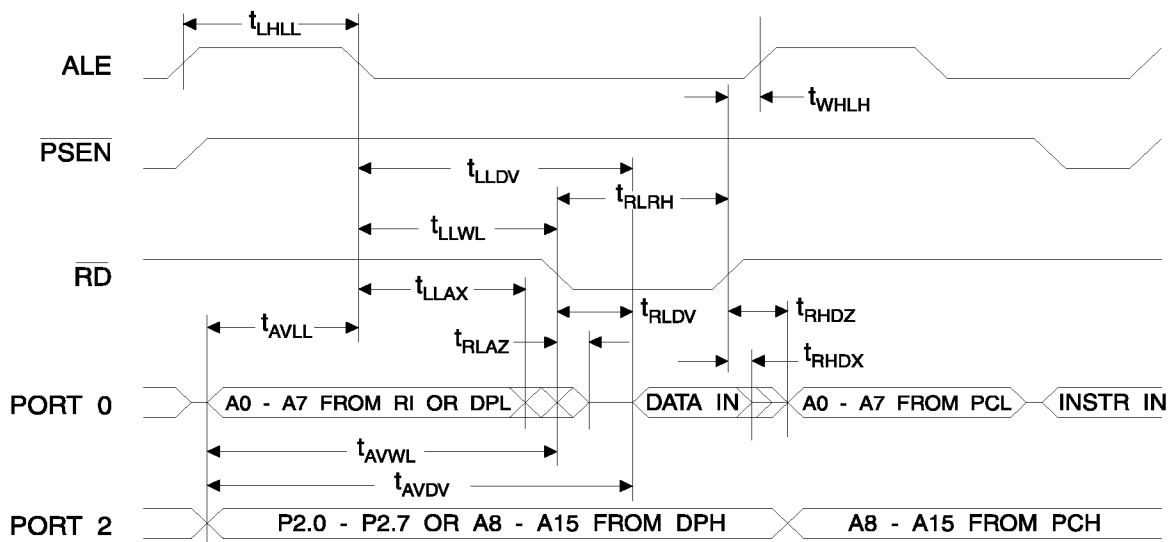 tLHLL
ALE
tWHLH
PSEN
tLLDV
tRLRH
tLLWL
RD
tLLAX
tRLDV
tRHDZ
tAVLL
tRLAZ
tRHDX
PORT 0
A0 - A7 FROM RI OR DPL
DATA IN
A0 - A7 FROM PCL
INSTR IN
tAVWL
tAVDV
PORT 2
P2.0 - P2.7 OR A8 - A15 FROM DPH
A8 - A15 FROM PCH